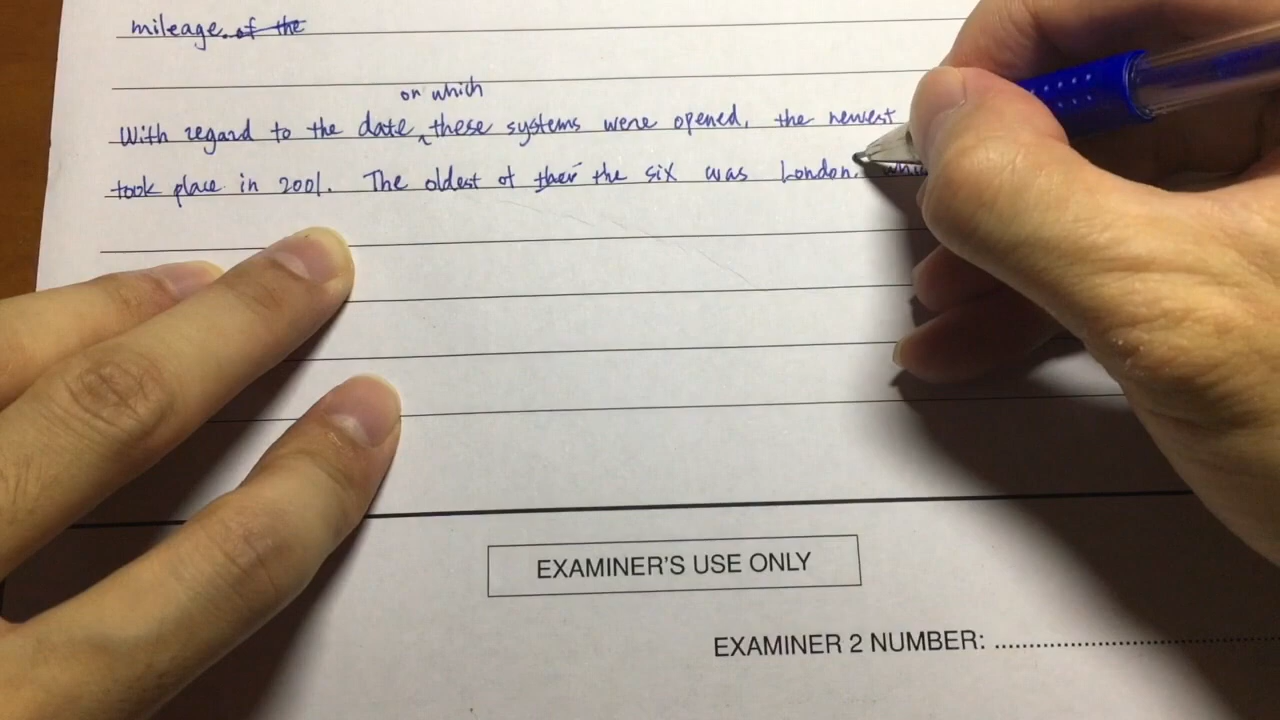 mileage. of the
on which
With regard to the date these systems were opened, the newest
took place in 2001. The oldest of their the six was London,
EXAMINER'S USE ONLY
EXAMINER 2 NUMBER: ..............................